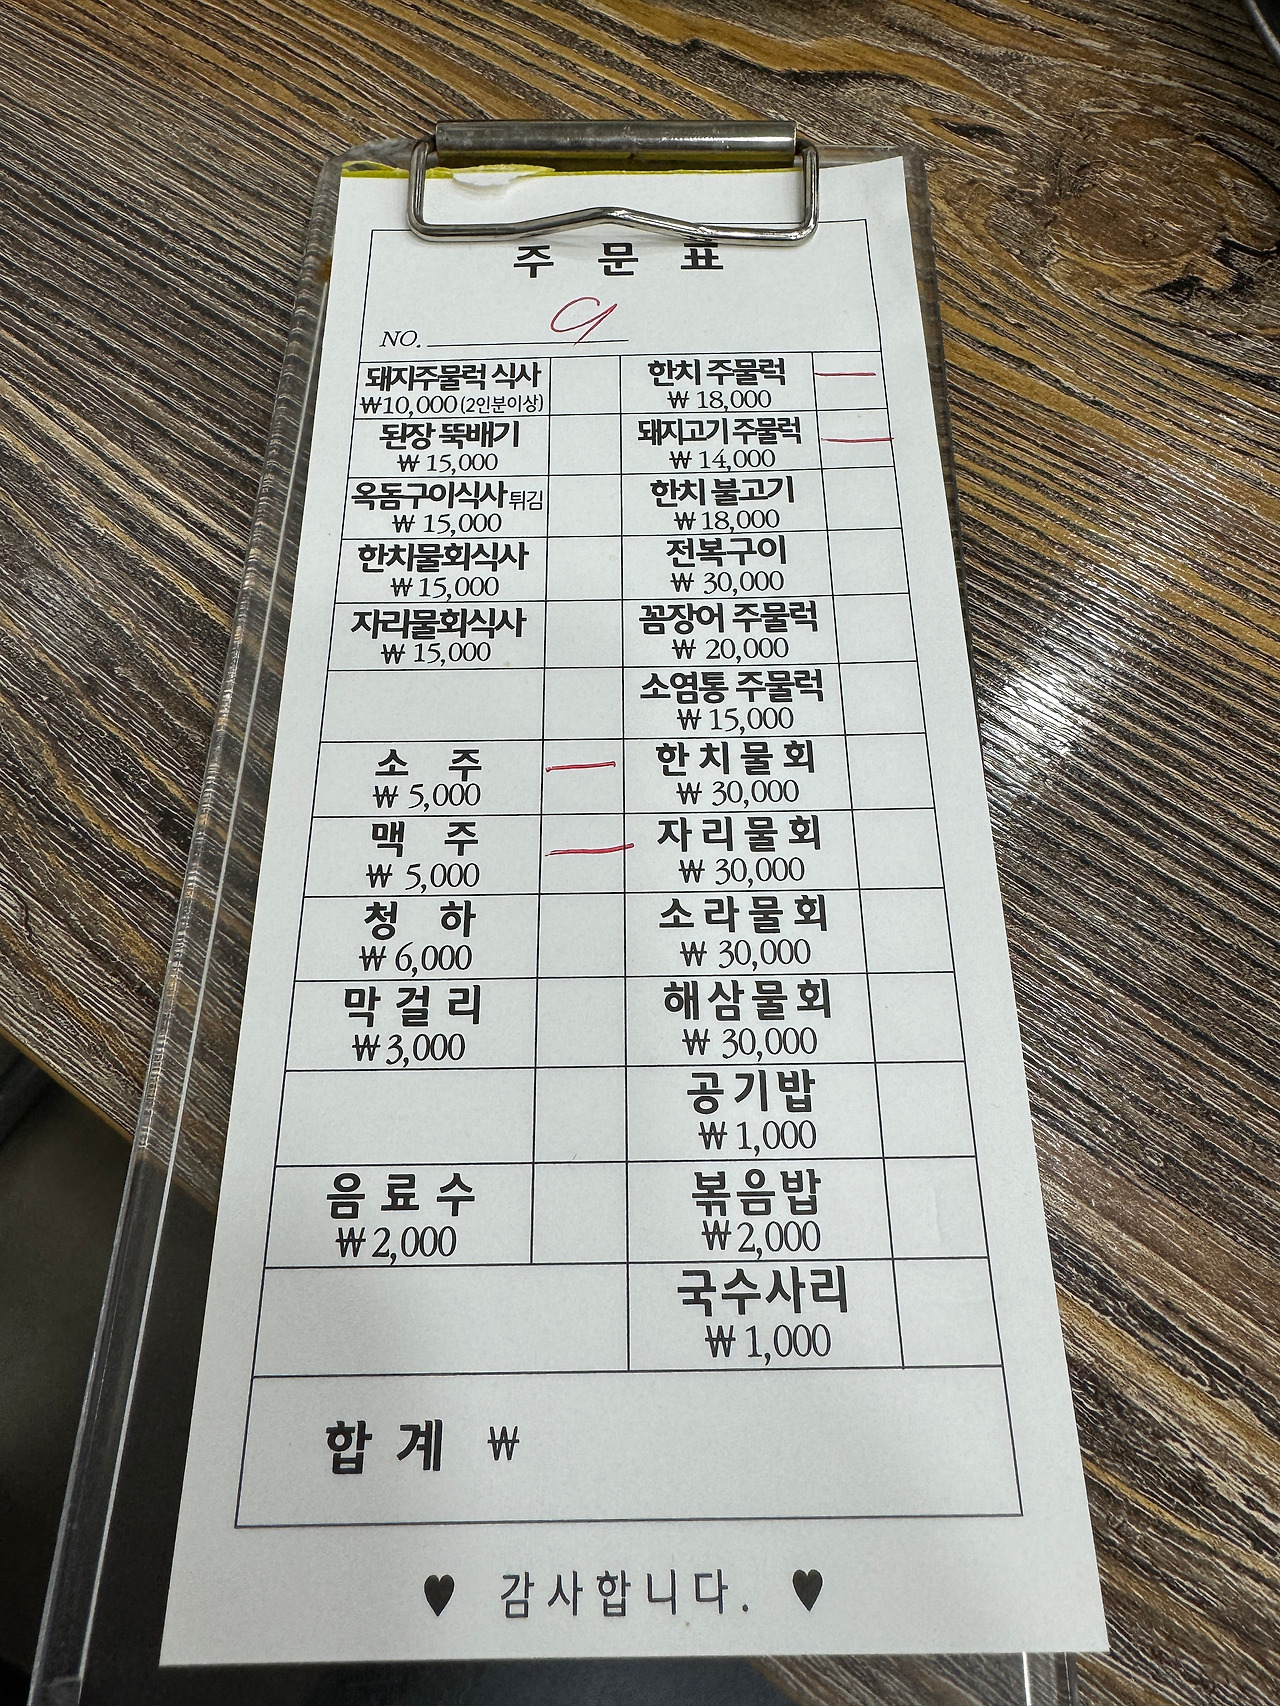 주 문 표
NO. 9
돼지주물럭 식사
₩10,000(2인분이상)
된장 뚝배기
₩ 15,000
옥돔구이식사튀김
₩ 15,000
한치물회식사
₩ 15,000
자리물회식사
₩ 15,000
소 주
₩ 5,000
맥 주
₩ 5,000
청 하
₩ 6,000
막 걸 리
₩3,000
음 료 수
₩2,000
한치 주물럭
₩ 18,000
돼지고기 주물럭
₩ 14,000
한치 불고기
₩ 18,000
전복구이
₩ 30,000
꼼장어 주물럭
₩ 20,000
소염통 주물럭
₩ 15,000
한 치 물 회
₩ 30,000
자 리 물 회
₩ 30,000
소 라 물 회
₩ 30,000
해 삼 물 회
₩ 30,000
공 기 밥
₩ 1,000
볶 음 밥
₩ 2,000
국수사리
₩ 1,000
합 계 ₩
♥ 감사합니다. ♥